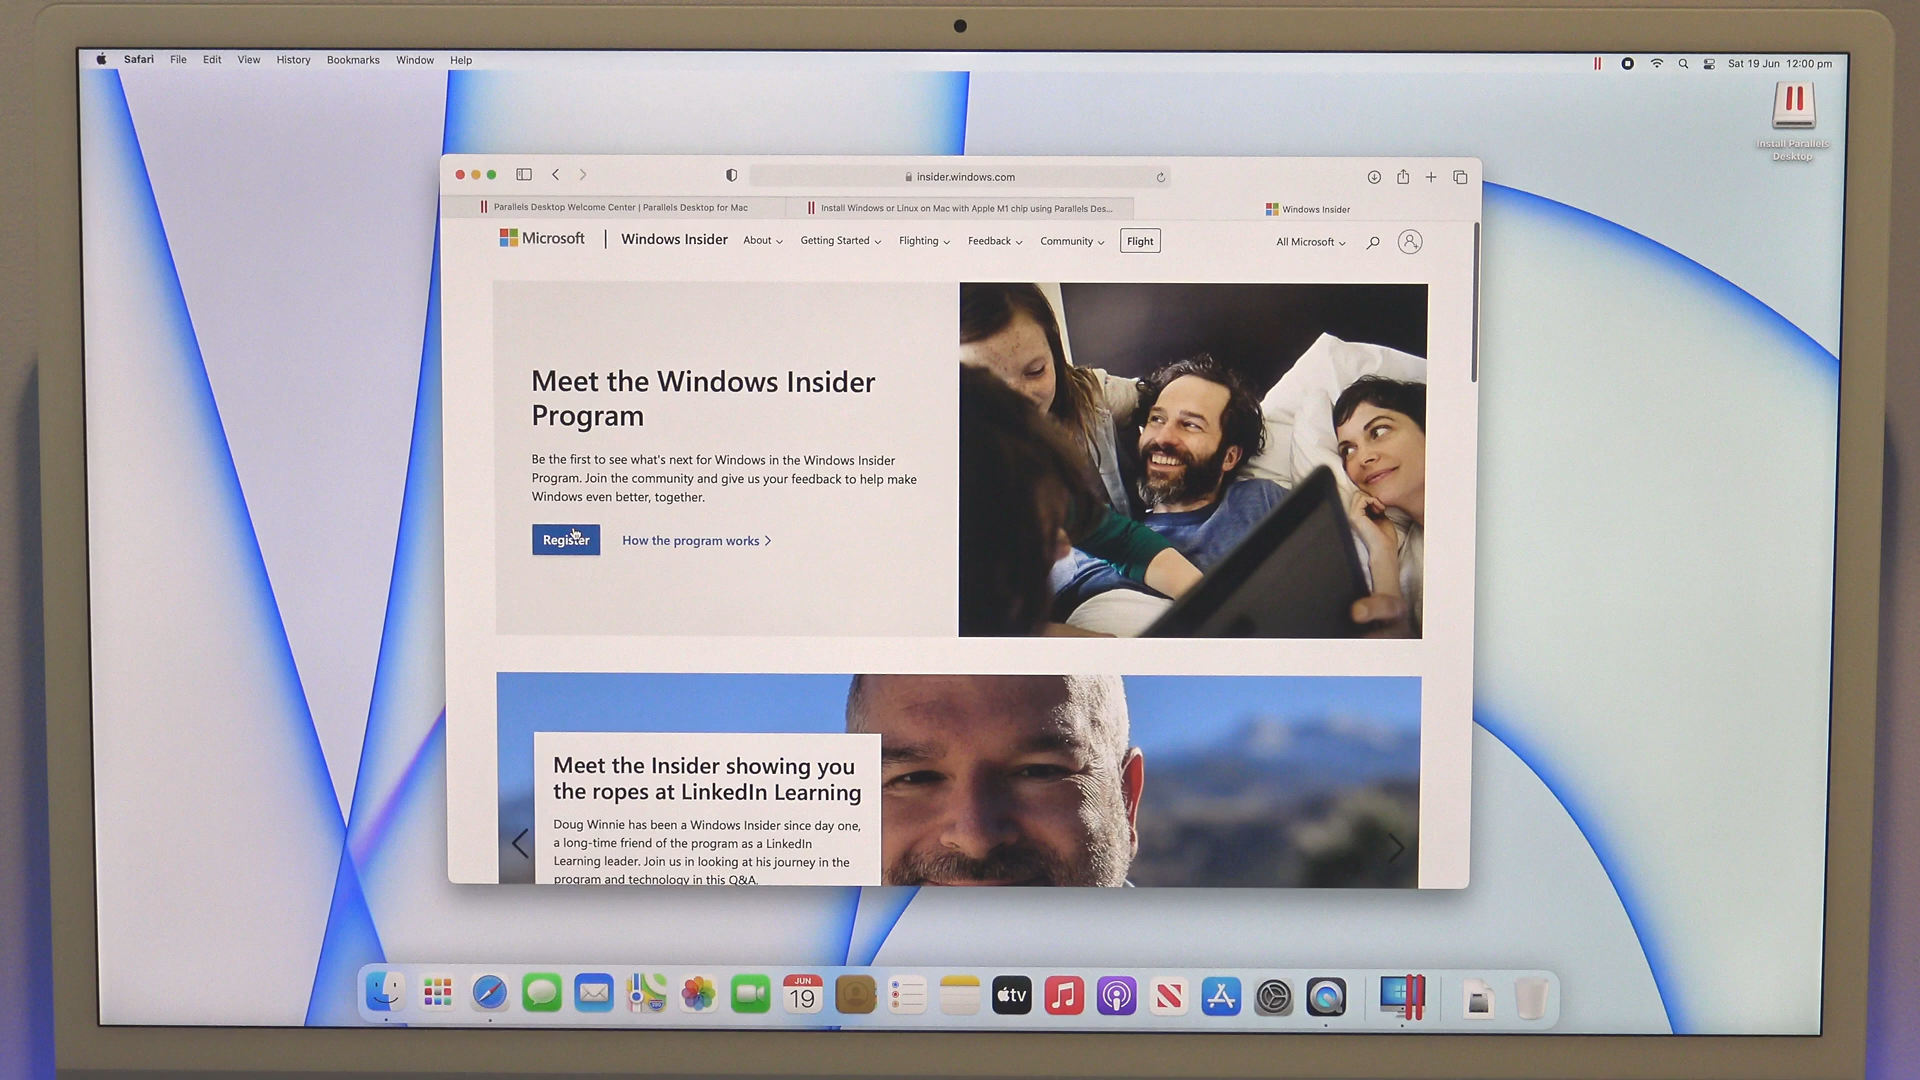 Safari File Edit View History Bookmarks Window Help
Sat 19 Jun 12:00 pm
Install Parallels
Desktop
insider.windows.com
Parallels Desktop Welcome Center | Parallels Desktop for Mac
Install Windows or Linux on Mac with Apple M1 chip using Parallels Des...
Windows Insider
Microsoft
Windows Insider
About
Getting Started
Flighting
Feedback
Community
Flight
All Microsoft
Meet the Windows Insider
Program
Be the first to see what's next for Windows in the Windows Insider
Program. Join the community and give us your feedback to help make
Windows even better, together.
Register
How the program works
Meet the Insider showing you
the ropes at LinkedIn Learning
Doug Winnie has been a Windows Insider since day one,
a long-time friend of the program as a LinkedIn
Learning leader. Join us in looking at his journey in the
program and technology in this Q&A.
JUN
19
tv